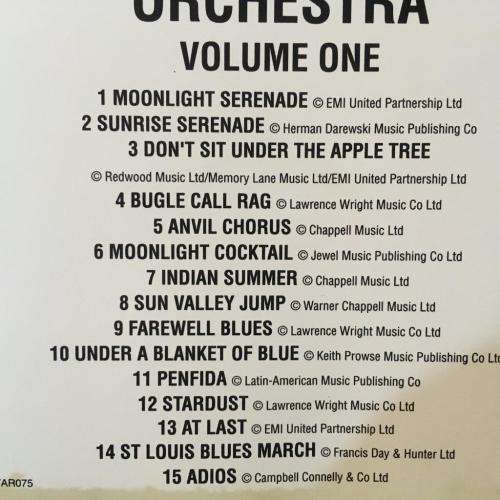 ORCHESTRA
VOLUME ONE
1 MOONLIGHT SERENADE © EMI United Partnership Ltd
2 SUNRISE SERENADE © Herman Darewski Music Publishing Co
3 DON'T SIT UNDER THE APPLE TREE
© Redwood Music Ltd/Memory Lane Music Ltd/EMI United Partnership Ltd
4 BUGLE CALL RAG © Lawrence Wright Music Co Ltd
5 ANVIL CHORUS © Chappell Music Ltd
6 MOONLIGHT COCKTAIL © Jewel Music Publishing Co Ltd
7 INDIAN SUMMER © Chappell Music Ltd
8 SUN VALLEY JUMP © Warner Chappell Music Ltd
9 FAREWELL BLUES © Lawrence Wright Music Co Ltd
10 UNDER A BLANKET OF BLUE © Keith Prowse Music Publishing Co Ltd
11 PENFIDA © Latin-American Music Publishing Co
12 STARDUST © Lawrence Wright Music Co Ltd
13 AT LAST © EMI United Partnership Ltd
14 ST LOUIS BLUES MARCH © Francis Day & Hunter Ltd
15 ADIOS © Campbell Connelly & Co Ltd
AR075